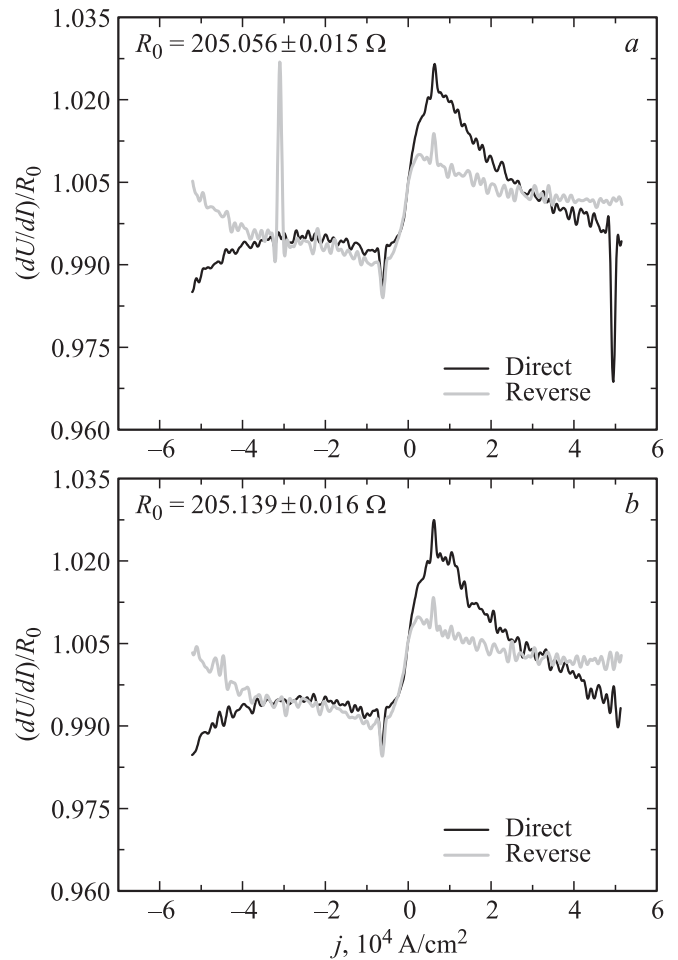 1.035
R0 = 205.056±0.015 Ω
a
1.020
1.005
0.990
0.975
0.960
(dU/dI)/R0
Direct
Reverse
–6 –4 –2 0 2 4 6
1.035
R0 = 205.139±0.016 Ω
b
1.020
1.005
0.990
0.975
0.960
(dU/dI)/R0
Direct
Reverse
–6 –4 –2 0 2 4 6
j, 10^4 A/cm^2